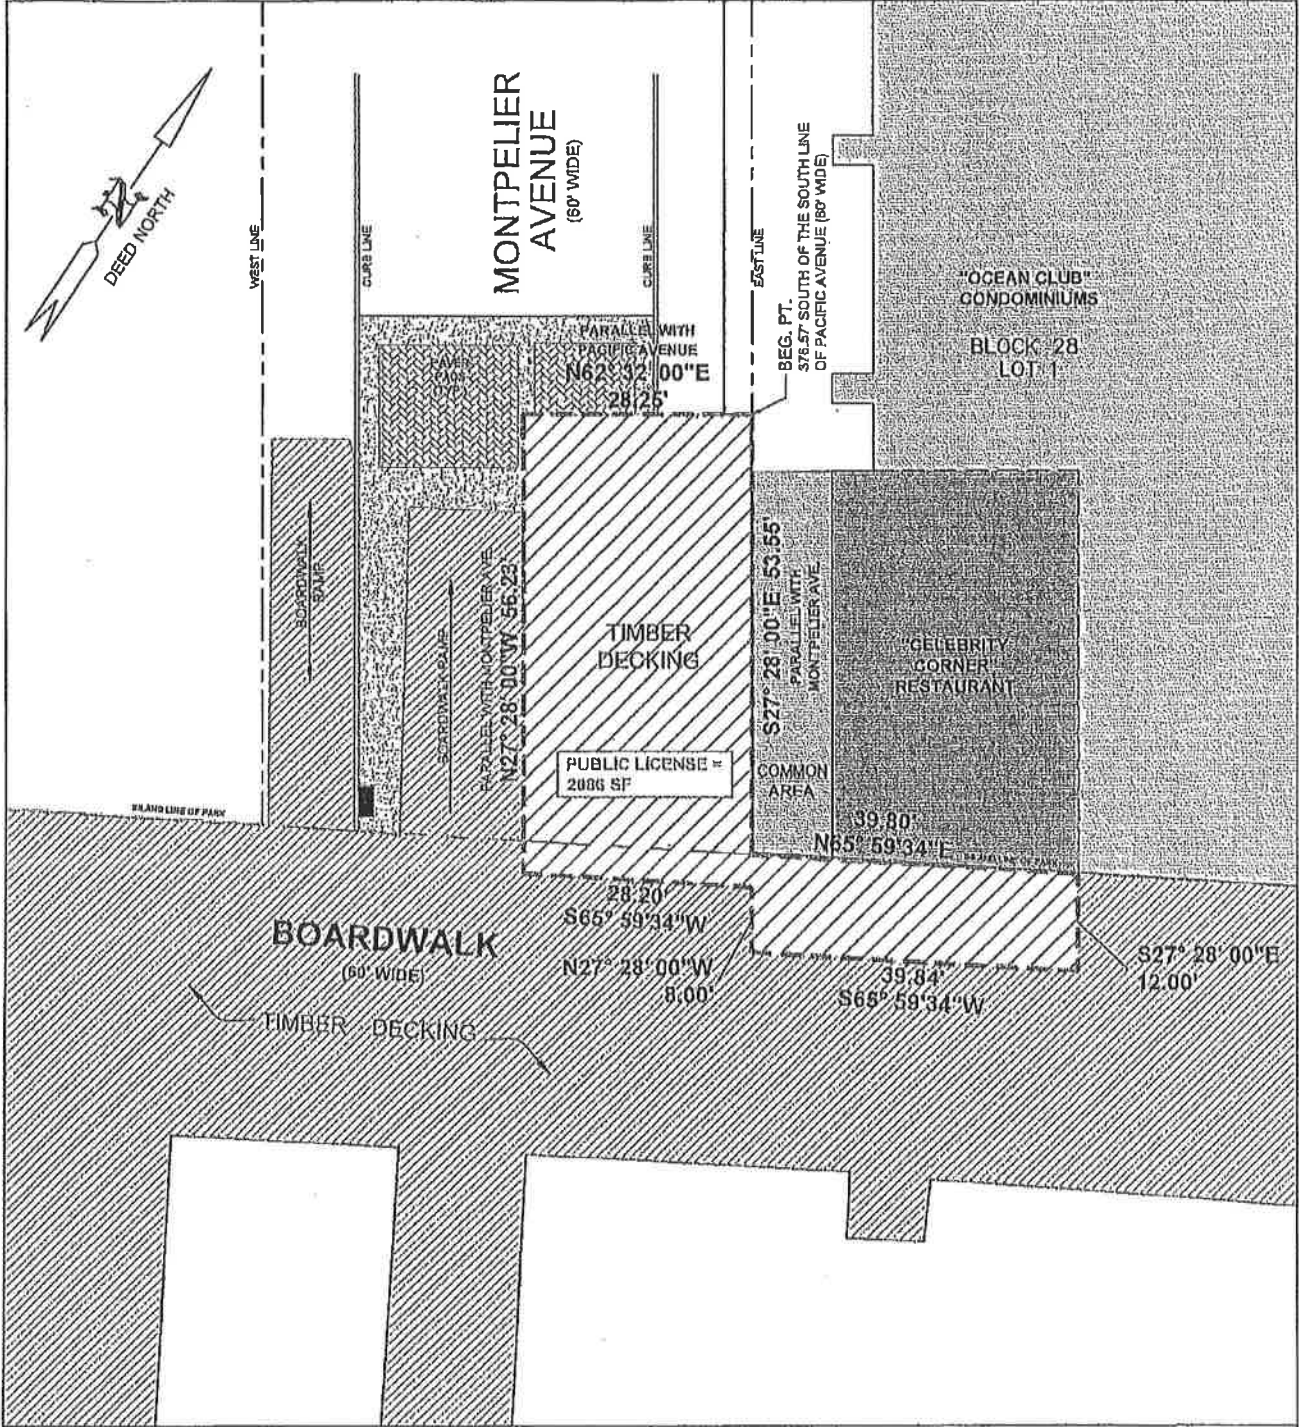 MONTPELIER
AVENUE
(60' WIDE)
DEED NORTH
WEST LINE
CURB LINE
CURB LINE
EAST LINE
BEG. PT.
376.57' SOUTH OF THE SOUTH LINE
OF PACIFIC AVENUE (60' WIDE)
"OCEAN CLUB"
CONDOMINIUMS
BLOCK 28
LOT 1
PARALLEL WITH
PACIFIC AVENUE
N62° 32' 00"E
28.25'
(TYP.)
BOARDWALK
RAMP
BOARDWALK RAMP
PARALLEL WITH MONTPELIER AVE.
N27° 28' 00"W 56.23'
TIMBER
DECKING
S27° 28' 00"E 53.55'
PARALLEL WITH
MONTPELIER AVE.
"CELEBRITY
CORNER"
RESTAURANT
PUBLIC LICENSE =
2086 SF
COMMON
AREA
39.80'
N65° 59'34"E
INLAND LINE OF PARK
INLAND LINE OF PARK
28.20'
S65° 59'34"W
BOARDWALK
(60' WIDE)
N27° 28' 00"W
8.00'
39.84'
S65° 59'34"W
S27° 28' 00"E
12.00'
TIMBER DECKING